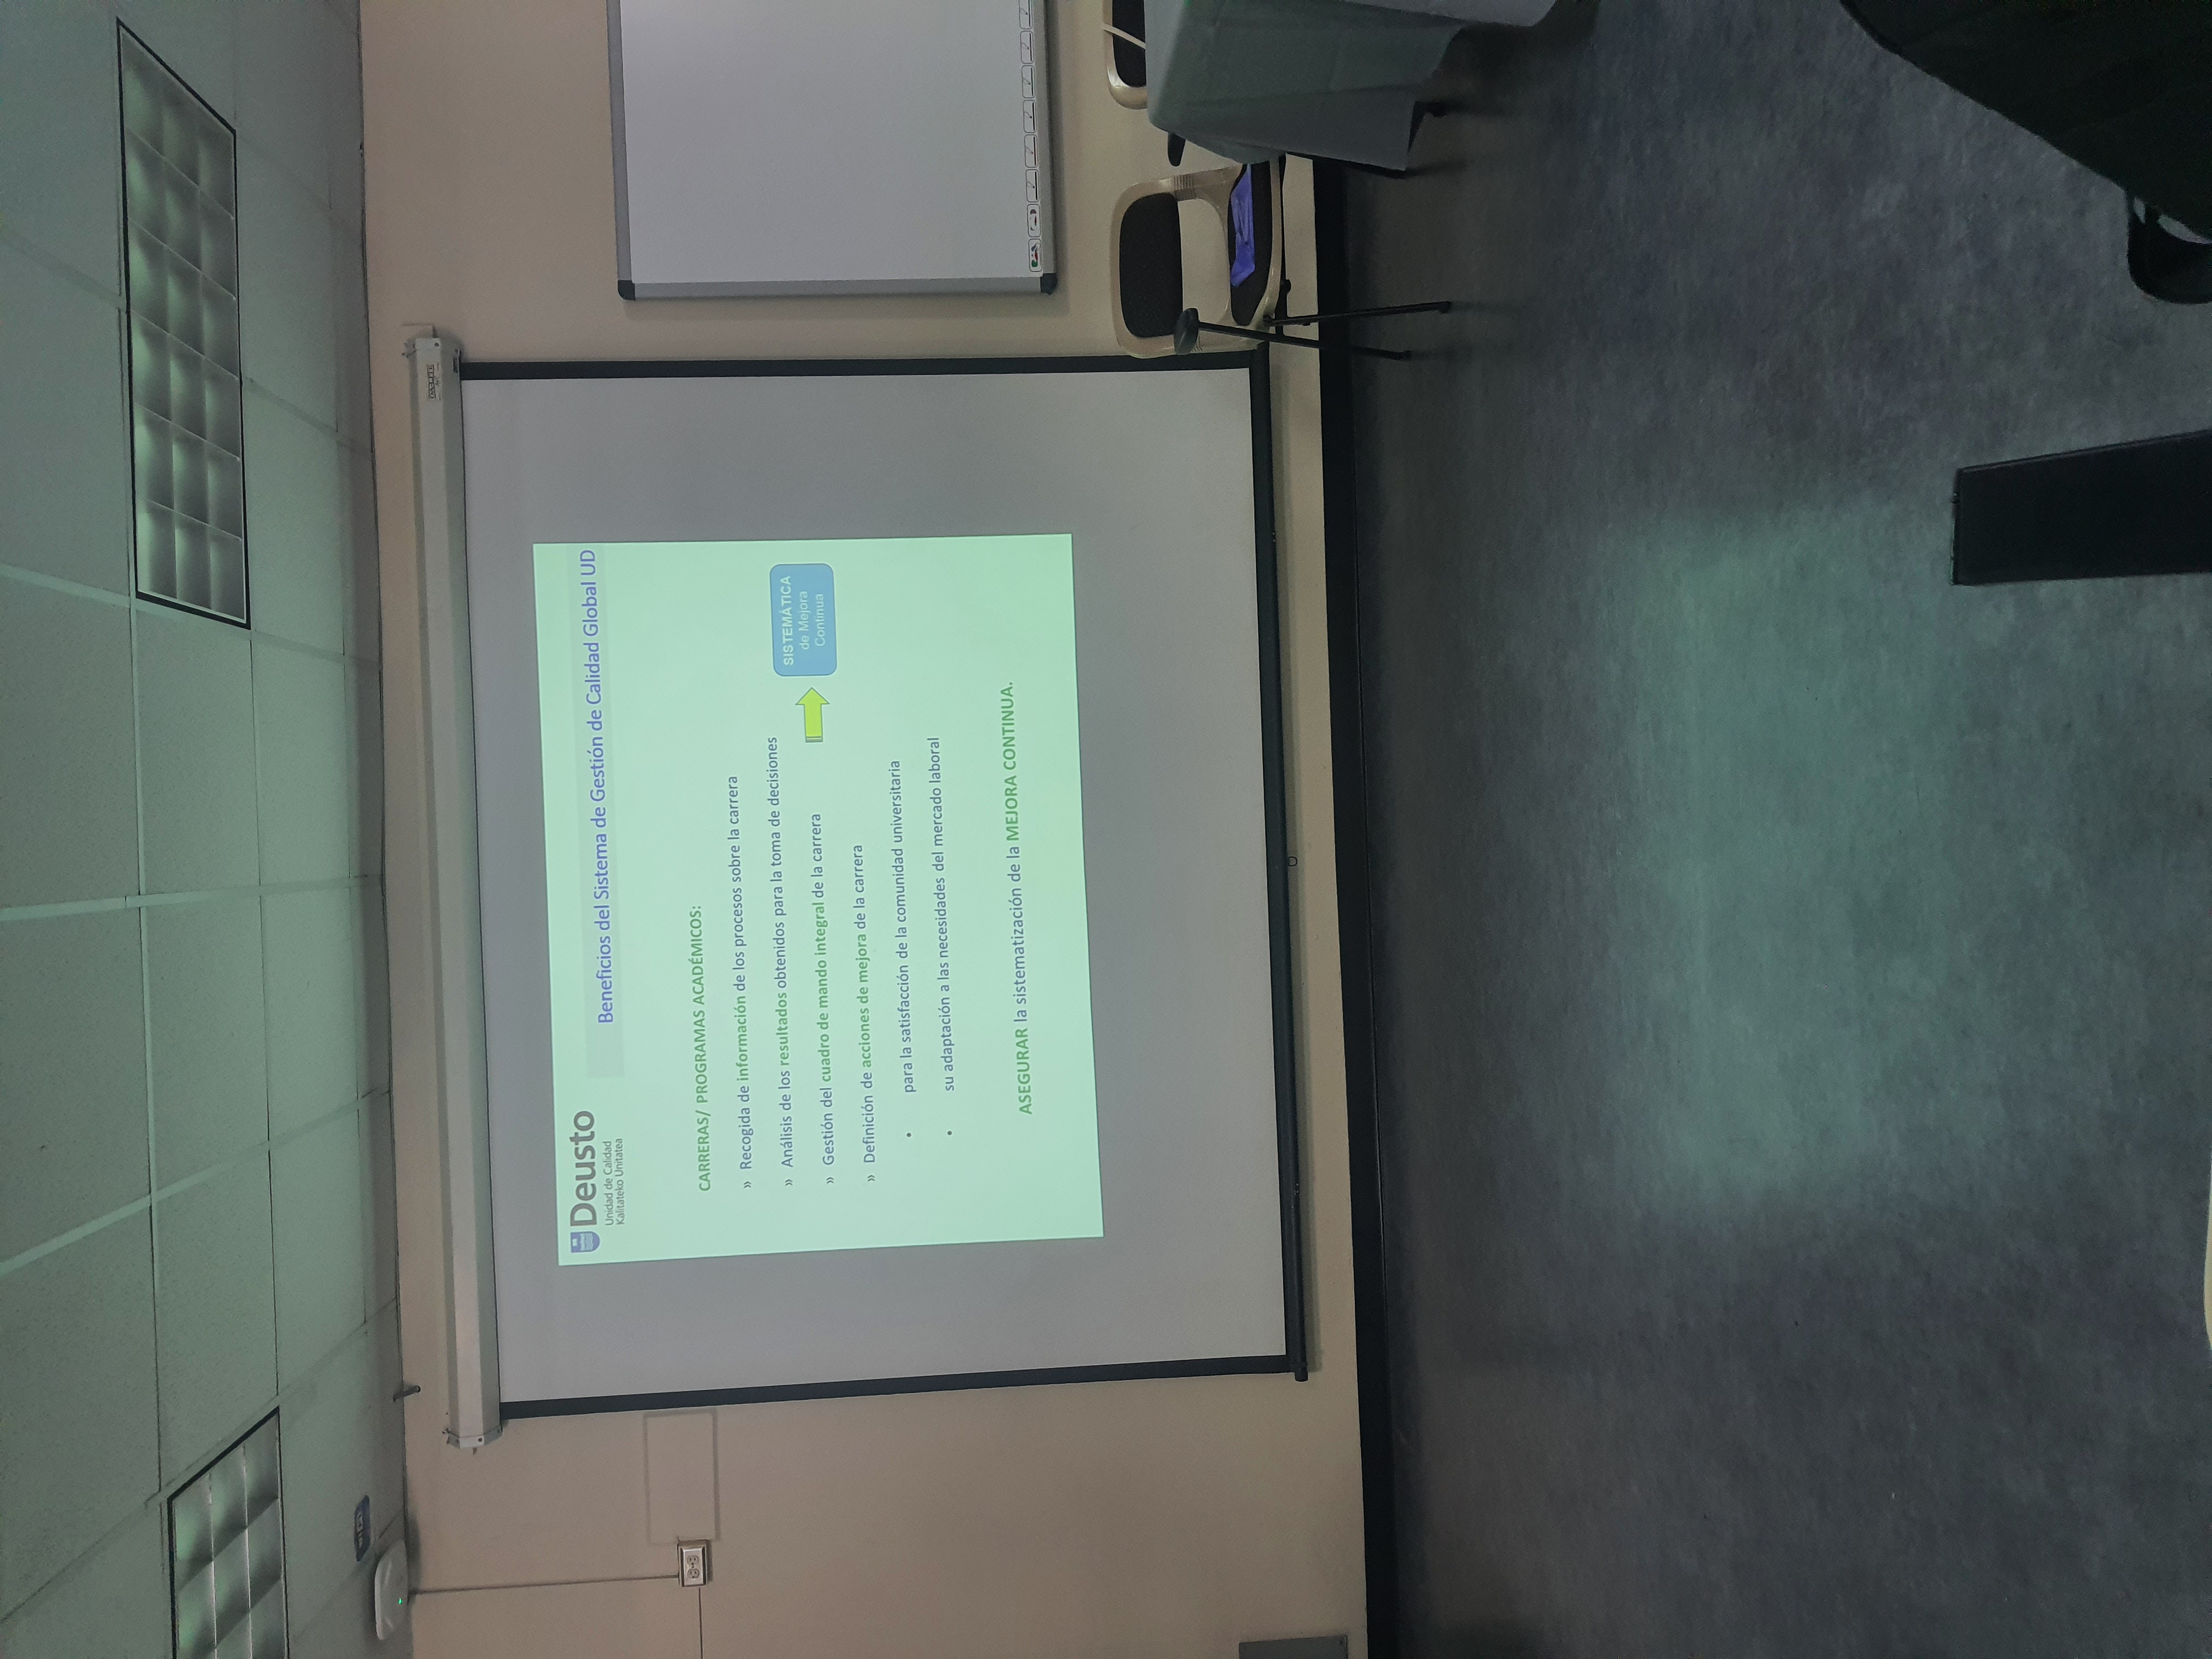 Deusto
Unidad de Calidad
Kalitateko Unitatea
Beneficios del Sistema de Gestión de Calidad Global UD
CARRERAS/ PROGRAMAS ACADÉMICOS:
» Recogida de información de los procesos sobre la carrera
» Análisis de los resultados obtenidos para la toma de decisiones
» Gestión del cuadro de mando integral de la carrera
» Definición de acciones de mejora de la carrera
• para la satisfacción de la comunidad universitaria
• su adaptación a las necesidades del mercado laboral
SISTEMÁTICA
de Mejora
Continua
ASEGURAR la sistematización de la MEJORA CONTINUA.